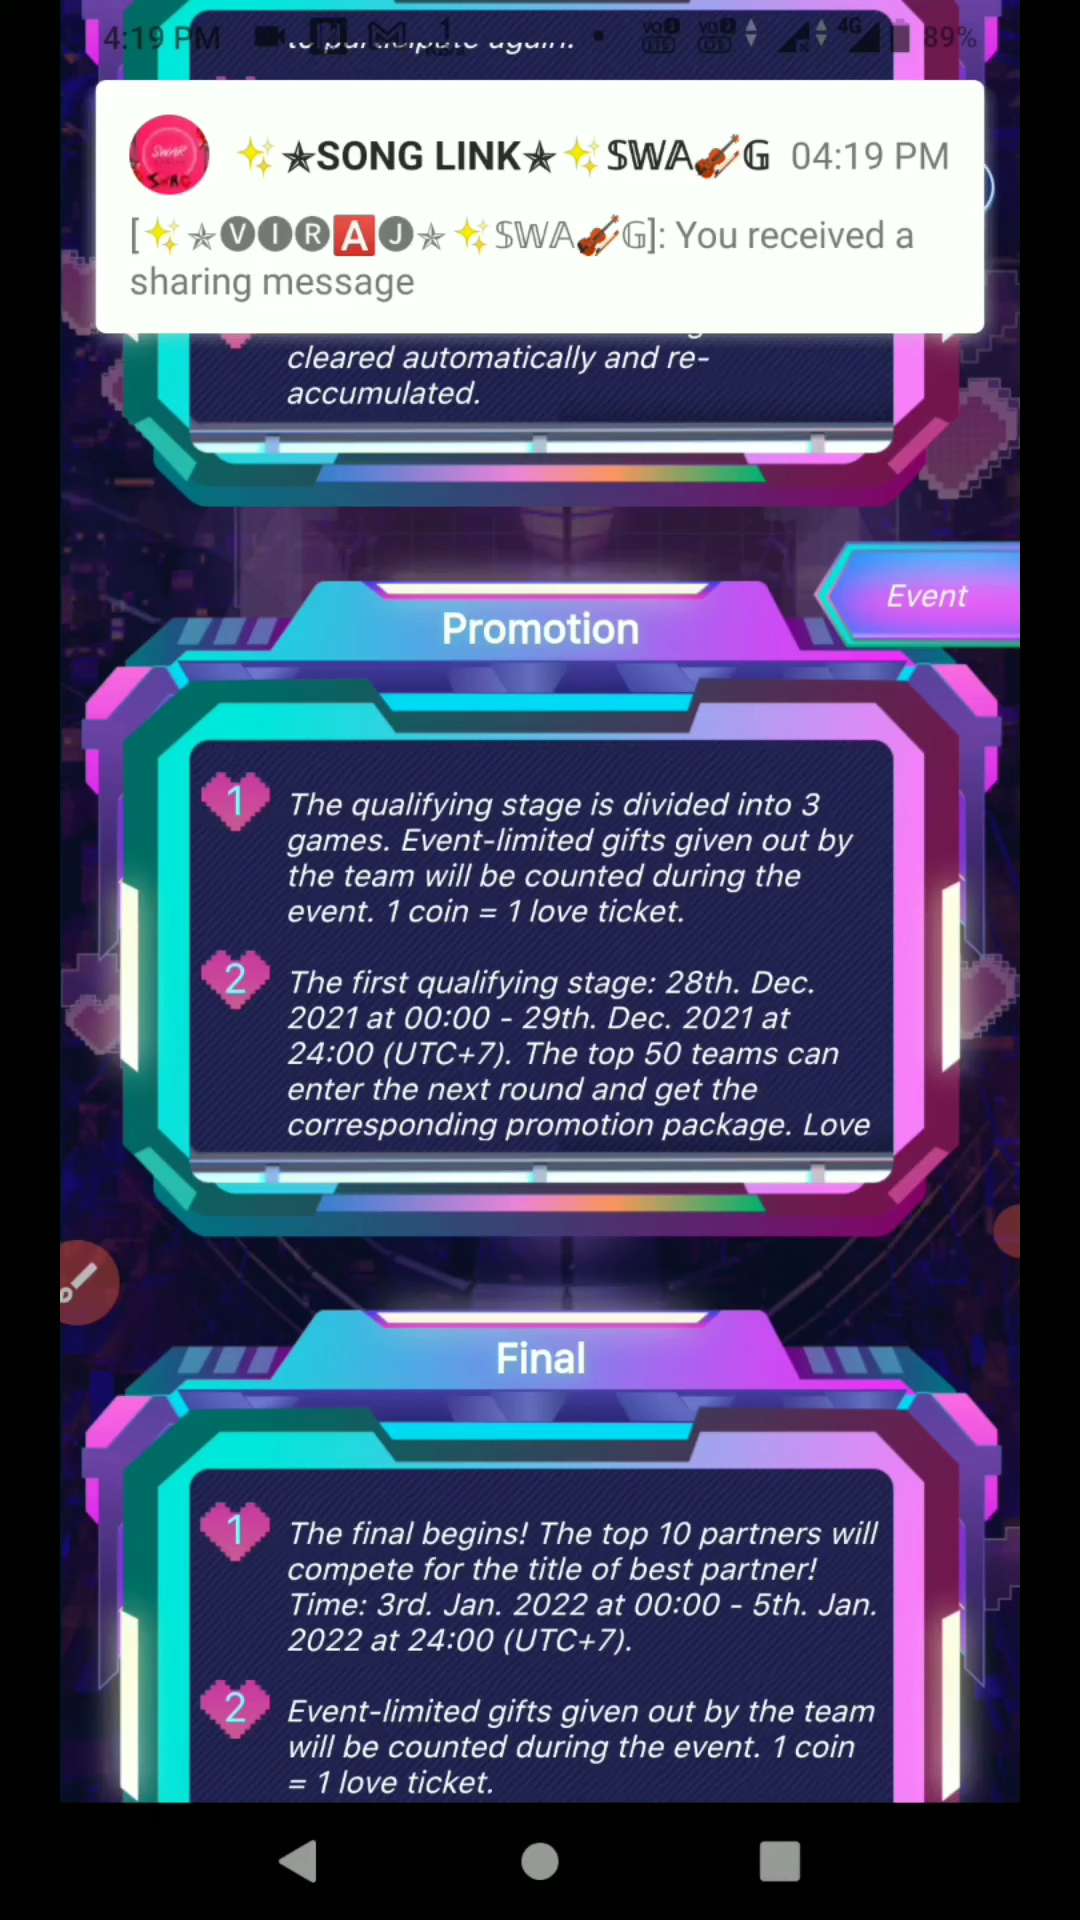 4:19 PM
4G
89%
to participate again.
✨✯SONG LINK✯✨𝕊𝕎𝔸🎻𝔾 04:19 PM
[✨✯🅥🅘🅡🅰🅙✯✨𝕊𝕎𝔸🎻𝔾]: You received a
sharing message
cleared automatically and re-
accumulated.
Event
Promotion
1
The qualifying stage is divided into 3
games. Event-limited gifts given out by
the team will be counted during the
event. 1 coin = 1 love ticket.
2
The first qualifying stage: 28th. Dec.
2021 at 00:00 - 29th. Dec. 2021 at
24:00 (UTC+7). The top 50 teams can
enter the next round and get the
corresponding promotion package. Love
Final
1
The final begins! The top 10 partners will
compete for the title of best partner!
Time: 3rd. Jan. 2022 at 00:00 - 5th. Jan.
2022 at 24:00 (UTC+7).
2
Event-limited gifts given out by the team
will be counted during the event. 1 coin
= 1 love ticket.